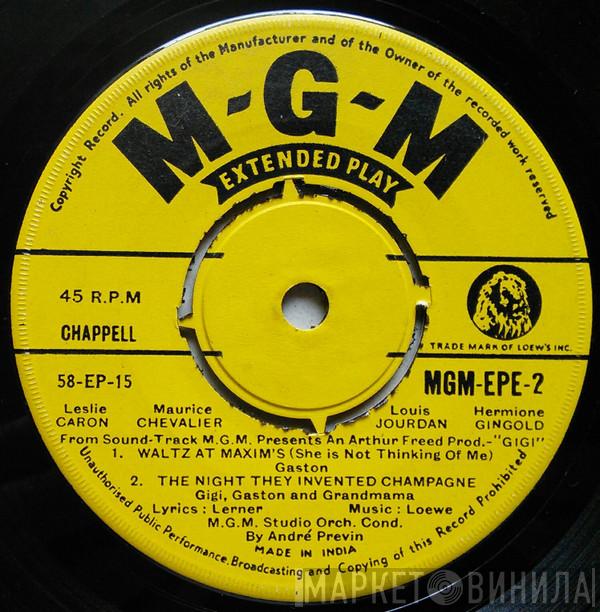 Copyright Record. All rights of the Manufacturer and of the Owner of the recorded work reserved
M-G-M
EXTENDED PLAY
45 R.P.M
CHAPPELL
TRADE MARK OF LOEW'S INC.
58-EP-15
MGM-EPE-2
Leslie Maurice Louis Hermione
CARON CHEVALIER JOURDAN GINGOLD
From Sound-Track M.G.M. Presents An Arthur Freed Prod.-"GIGI"
1. WALTZ AT MAXIM'S (She is Not Thinking Of Me)
Gaston
2. THE NIGHT THEY INVENTED CHAMPAGNE
Gigi, Gaston and Grandmama
Lyrics : Lerner Music : Loewe
M.G.M. Studio Orch. Cond.
By André Previn
MADE IN INDIA
Unauthorised Public Performance, Broadcasting and Copying of this Record Prohibited
МАРКЕТ ВИНИЛА